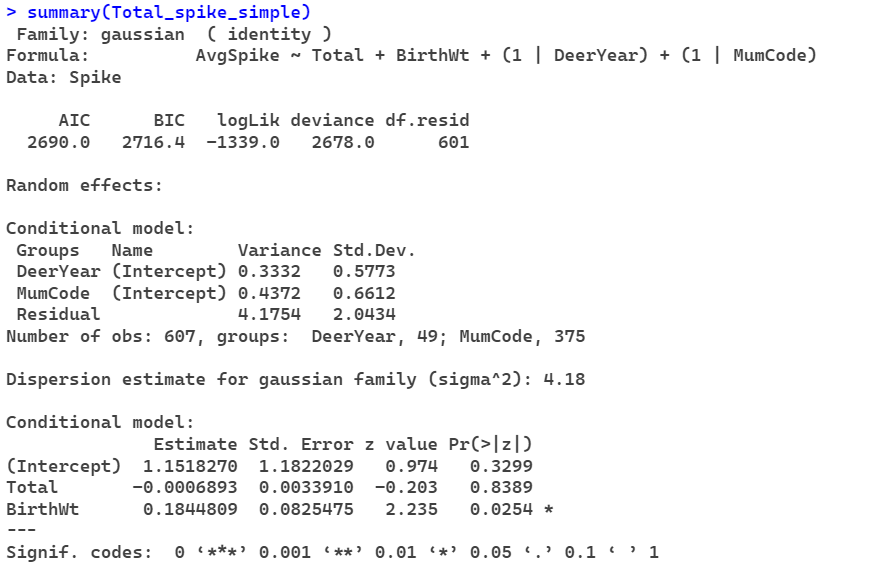 > summary(Total_spike_simple)
 Family: gaussian  ( identity )
Formula:          AvgSpike ~ Total + BirthWt + (1 | DeerYear) + (1 | MumCode)
Data: Spike

     AIC      BIC   logLik deviance df.resid
  2690.0   2716.4  -1339.0   2678.0      601

Random effects:

Conditional model:
 Groups   Name        Variance Std.Dev.
 DeerYear (Intercept) 0.3332   0.5773
 MumCode  (Intercept) 0.4372   0.6612
 Residual             4.1754   2.0434
Number of obs: 607, groups:  DeerYear, 49; MumCode, 375

Dispersion estimate for gaussian family (sigma^2): 4.18

Conditional model:
              Estimate Std. Error z value Pr(>|z|)
(Intercept)  1.1518270  1.1822029   0.974   0.3299
Total       -0.0006893  0.0033910  -0.203   0.8389
BirthWt      0.1844809  0.0825475   2.235   0.0254 *
---
Signif. codes:  0 ‘***’ 0.001 ‘**’ 0.01 ‘*’ 0.05 ‘.’ 0.1 ‘ ’ 1